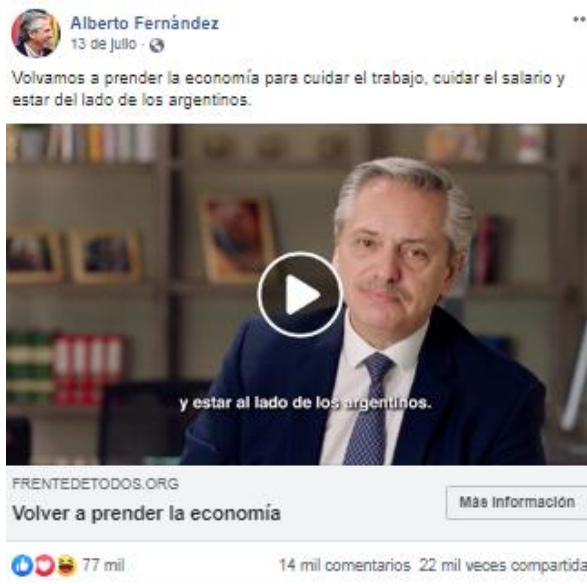 Alberto Fernández
13 de julio ·
Volvamos a prender la economía para cuidar el trabajo, cuidar el salario y
estar del lado de los argentinos.
y estar al lado de los argentinos.
FRENTEDETODOS.ORG
Volver a prender la economía
Más información
77 mil
14 mil comentarios 22 mil veces compartida